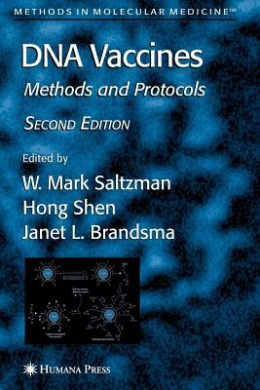 METHODS IN MOLECULAR MEDICINE™
DNA Vaccines
Methods and Protocols
SECOND EDITION
Edited by
W. Mark Saltzman
Hong Shen
Janet L. Brandsma
HUMANA PRESS